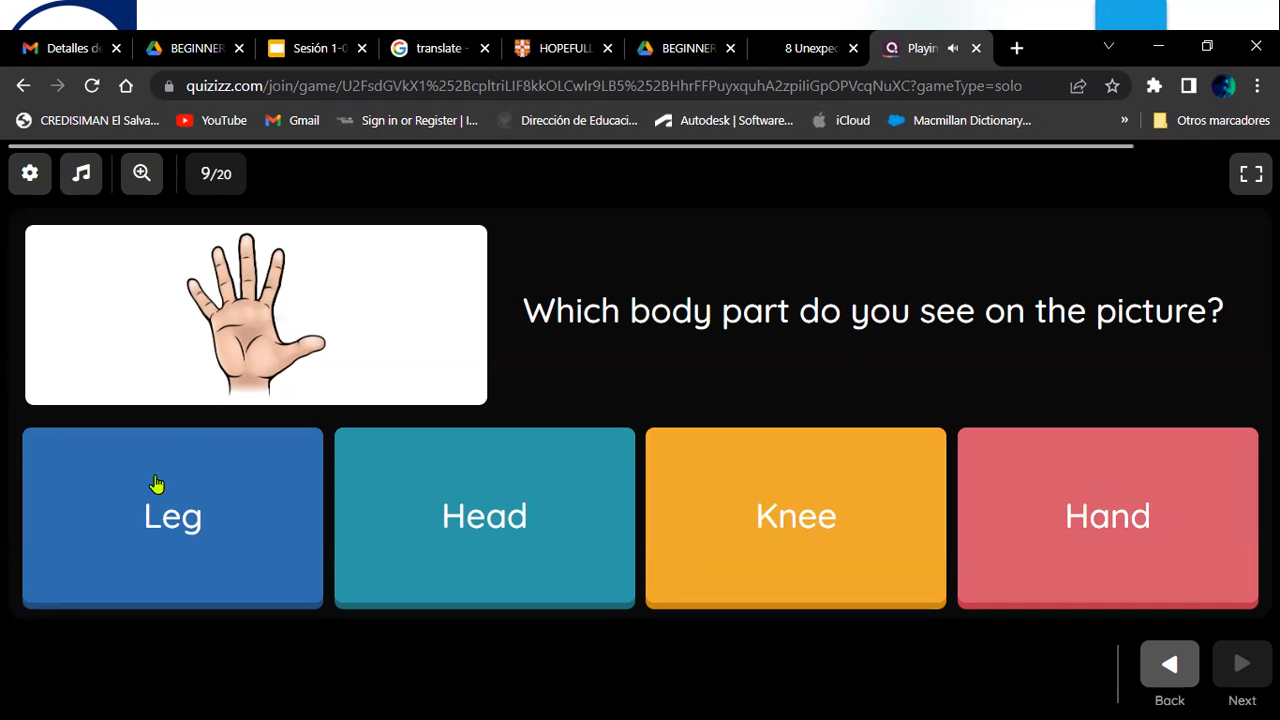 Detalles de
BEGINNER
Sesión 1-0
translate -
HOPEFULL
BEGINNER
8 Unexpec
Playin
quizizz.com/join/game/U2FsdGVkX1%252BcpltriLIF8kkOLCwIr9LB5%252BHhrFFPuyxquhA2zpiIiGpOPVcqNuXC?gameType=solo
CREDISIMAN El Salva...
YouTube
Gmail
Sign in or Register | I...
Dirección de Educaci...
Autodesk | Software...
iCloud
Macmillan Dictionary...
»
Otros marcadores
9/20
Which body part do you see on the picture?
Leg
Head
Knee
Hand
Back
Next